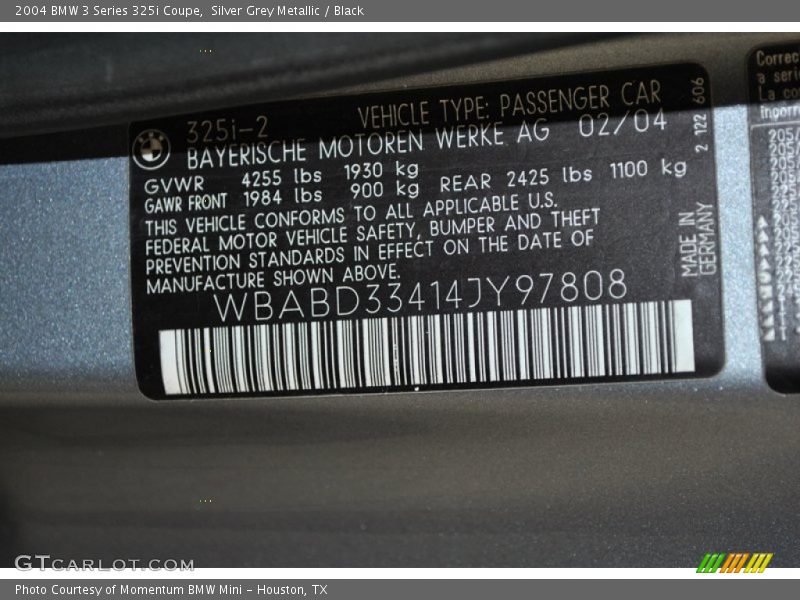 2004 BMW 3 Series 325i Coupe,  Silver Grey Metallic / Black
325i-2
VEHICLE TYPE: PASSENGER CAR
BAYERISCHE MOTOREN WERKE AG 02/04
GVWR 4255 lbs 1930 kg
GAWR FRONT 1984 lbs 900 kg REAR 2425 lbs 1100 kg
THIS VEHICLE CONFORMS TO ALL APPLICABLE U.S.
FEDERAL MOTOR VEHICLE SAFETY, BUMPER AND THEFT
PREVENTION STANDARDS IN EFFECT ON THE DATE OF
MANUFACTURE SHOWN ABOVE.
WBABD33414JY97808
2 122 606
MADE IN
GERMANY
a
La
GTCARLOT.COM
Photo Courtesy of Momentum BMW Mini - Houston, TX